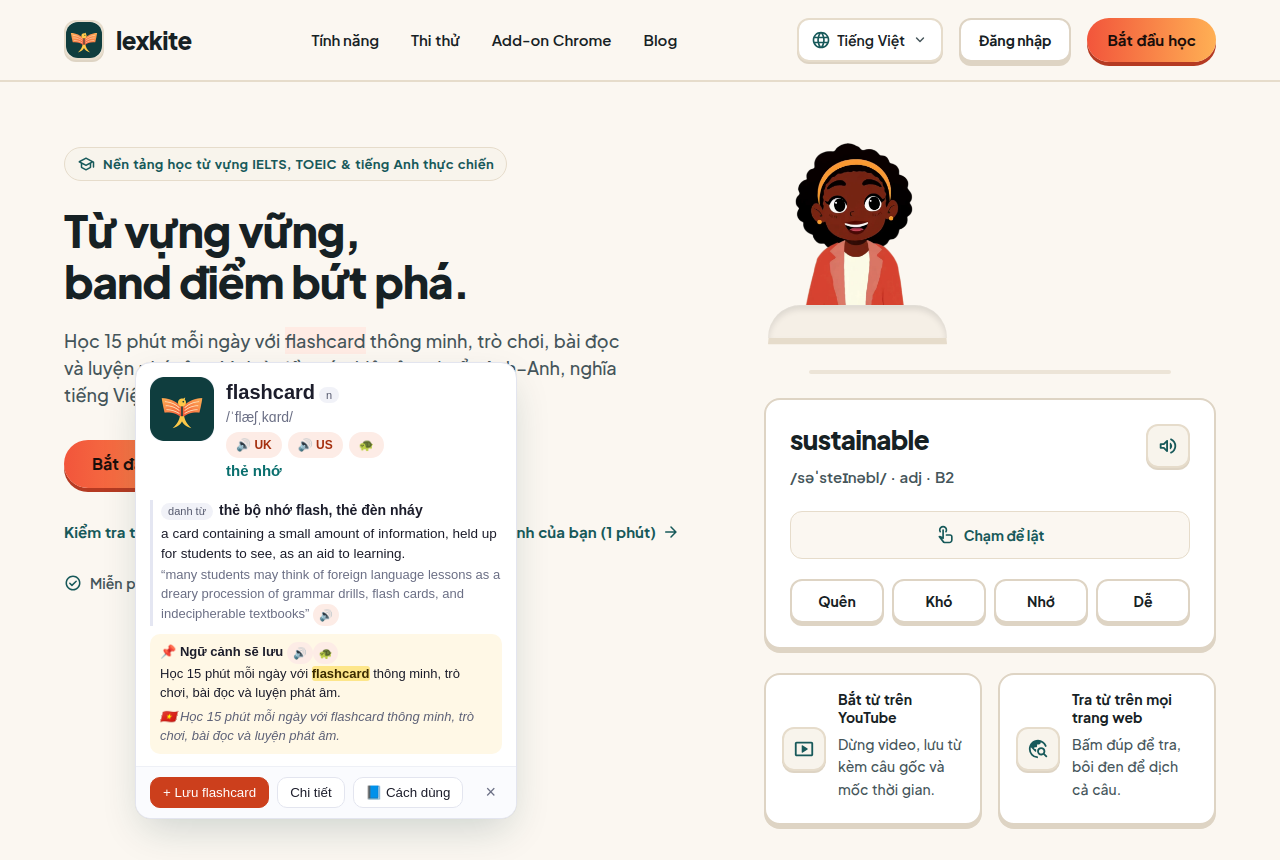 lexkite
Tính năng
Thi thử
Add-on Chrome
Blog
Tiếng Việt
Đăng nhập
Bắt đầu học
Nền tảng học từ vựng IELTS, TOEIC & tiếng Anh thực chiến
Từ vựng vững,
band điểm bứt phá.
Học 15 phút mỗi ngày với flashcard thông minh, trò chơi, bài đọc
và luyện
–Anh, nghĩa
tiếng
Bắt
Kiểm tra
của bạn (1 phút)
Miễn
flashcard n
/ˈflæʃˌkɑrd/
🔊 UK 🔊 US 🐢
thẻ nhớ
danh từ thẻ bộ nhớ flash, thẻ đèn nháy
a card containing a small amount of information, held up
for students to see, as an aid to learning.
“many students may think of foreign language lessons as a
dreary procession of grammar drills, flash cards, and
indecipherable textbooks” 🔊
📌 Ngữ cảnh sẽ lưu 🔊 🐢
Học 15 phút mỗi ngày với flashcard thông minh, trò
chơi, bài đọc và luyện phát âm.
🇻🇳 Học 15 phút mỗi ngày với flashcard thông minh, trò
chơi, bài đọc và luyện phát âm.
+ Lưu flashcard
Chi tiết
📘 Cách dùng
×
sustainable
/səˈsteɪnəbl/ · adj · B2
Chạm để lật
Quên
Khó
Nhớ
Dễ
Bắt từ trên
YouTube
Dừng video, lưu từ
kèm câu gốc và
mốc thời gian.
Tra từ trên mọi
trang web
Bấm đúp để tra,
bôi đen để dịch
cả câu.